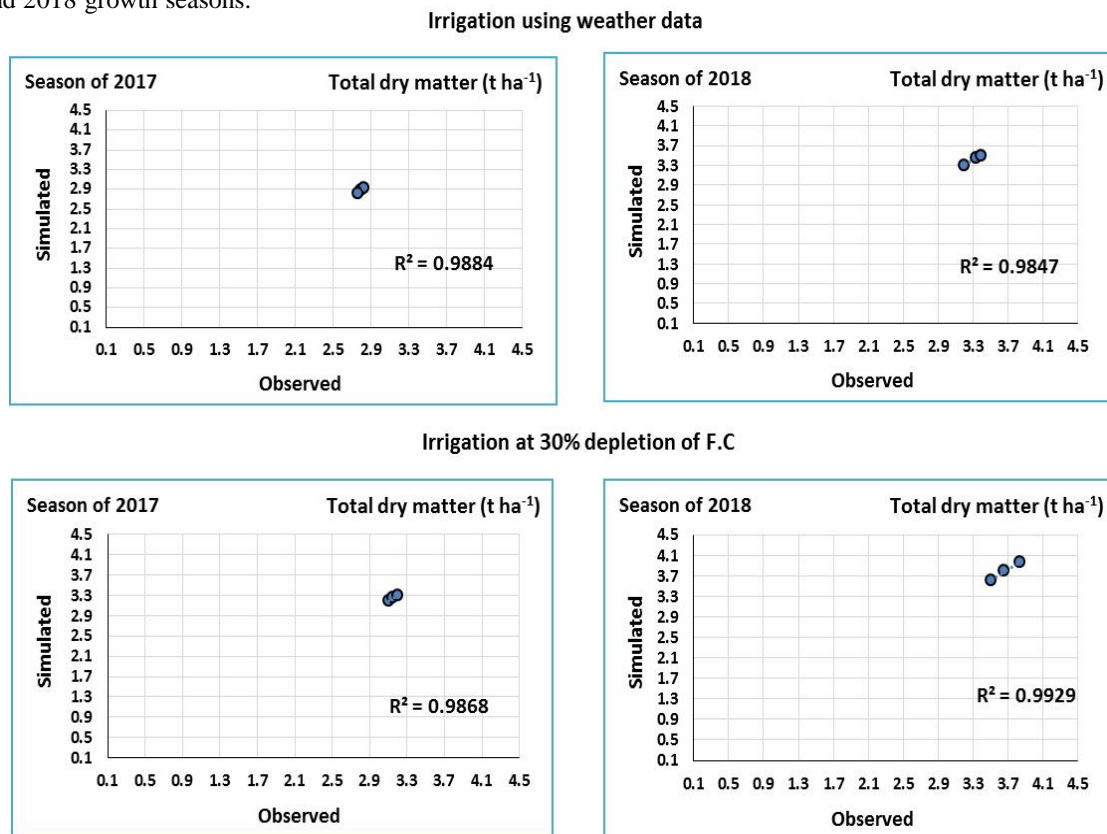 nd 2018 growth seasons.
Irrigation using weather data
Season of 2017 Total dry matter (t ha⁻¹)
4.5
4.1
3.7
3.3
2.9
2.5
2.1
1.7
1.3
0.9
0.5
0.1
Simulated
R² = 0.9884
0.1 0.5 0.9 1.3 1.7 2.1 2.5 2.9 3.3 3.7 4.1 4.5
Observed
Season of 2018 Total dry matter (t ha⁻¹)
4.5
4.1
3.7
3.3
2.9
2.5
2.1
1.7
1.3
0.9
0.5
0.1
Simulated
R² = 0.9847
0.1 0.5 0.9 1.3 1.7 2.1 2.5 2.9 3.3 3.7 4.1 4.5
Observed
Irrigation at 30% depletion of F.C
Season of 2017 Total dry matter (t ha⁻¹)
4.5
4.1
3.7
3.3
2.9
2.5
2.1
1.7
1.3
0.9
0.5
0.1
Simulated
R² = 0.9868
0.1 0.5 0.9 1.3 1.7 2.1 2.5 2.9 3.3 3.7 4.1 4.5
Observed
Season of 2018 Total dry matter (t ha⁻¹)
4.5
4.1
3.7
3.3
2.9
2.5
2.1
1.7
1.3
0.9
0.5
0.1
Simulated
R² = 0.9929
0.1 0.5 0.9 1.3 1.7 2.1 2.5 2.9 3.3 3.7 4.1 4.5
Observed